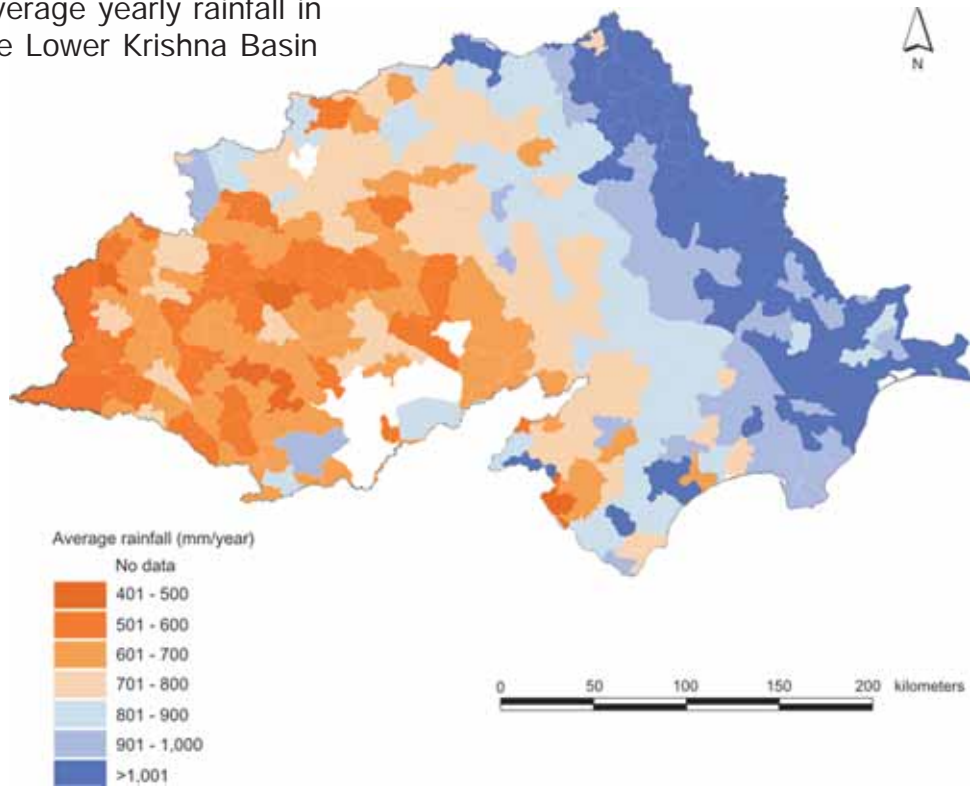 verage yearly rainfall in
e Lower Krishna Basin
N
Average rainfall (mm/year)
No data
401 - 500
501 - 600
601 - 700
701 - 800
801 - 900
901 - 1,000
>1,001
0 50 100 150 200 kilometers